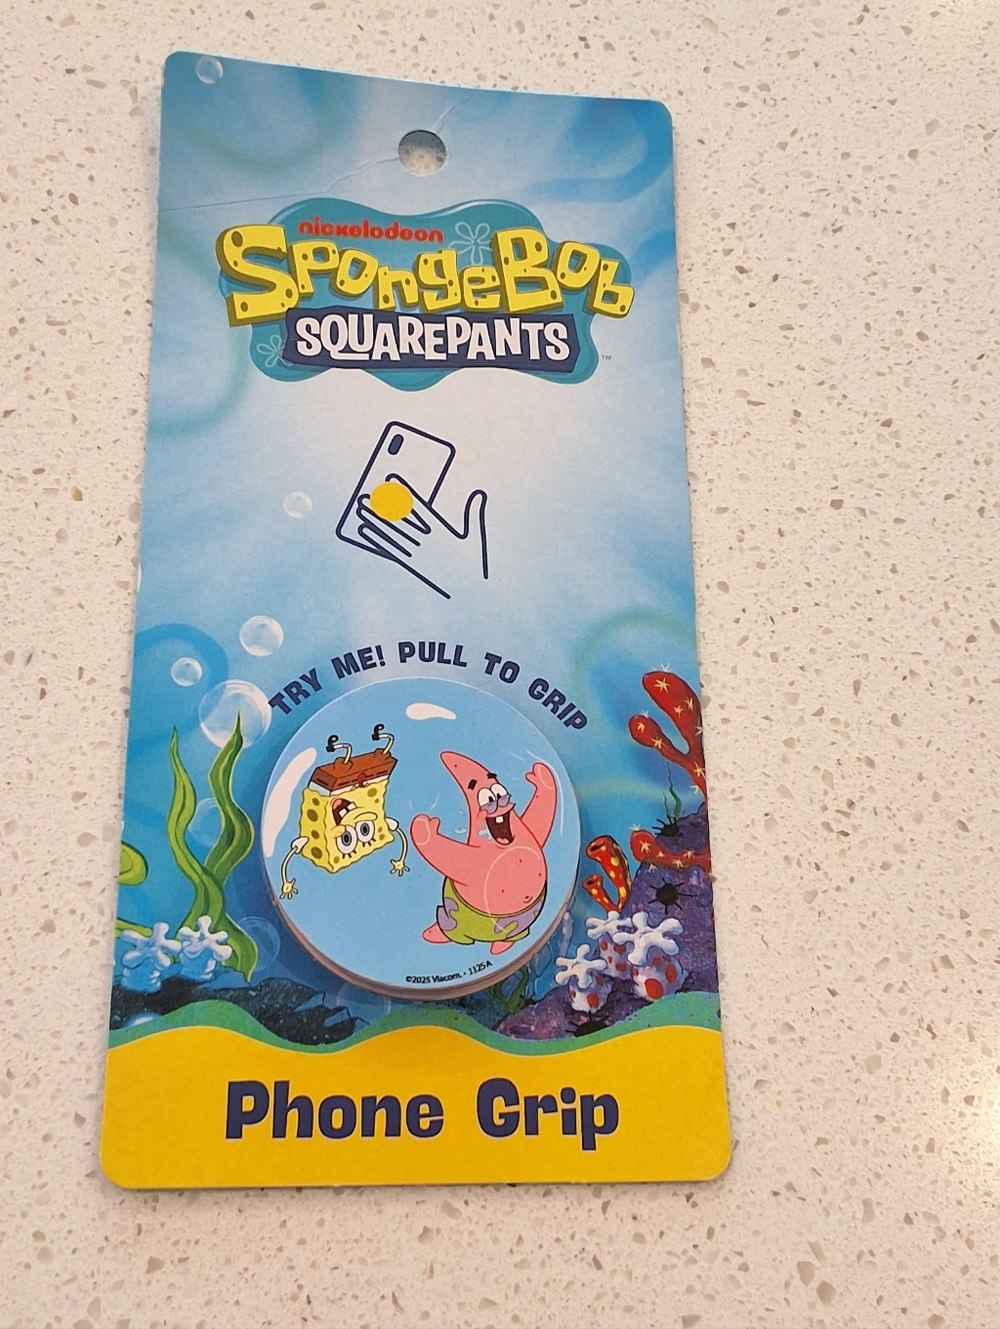 nickelodeon
SpongeBob
SQUAREPANTS
™
TRY ME! PULL TO GRIP
©2025 Viacom. • 1125A
Phone Grip